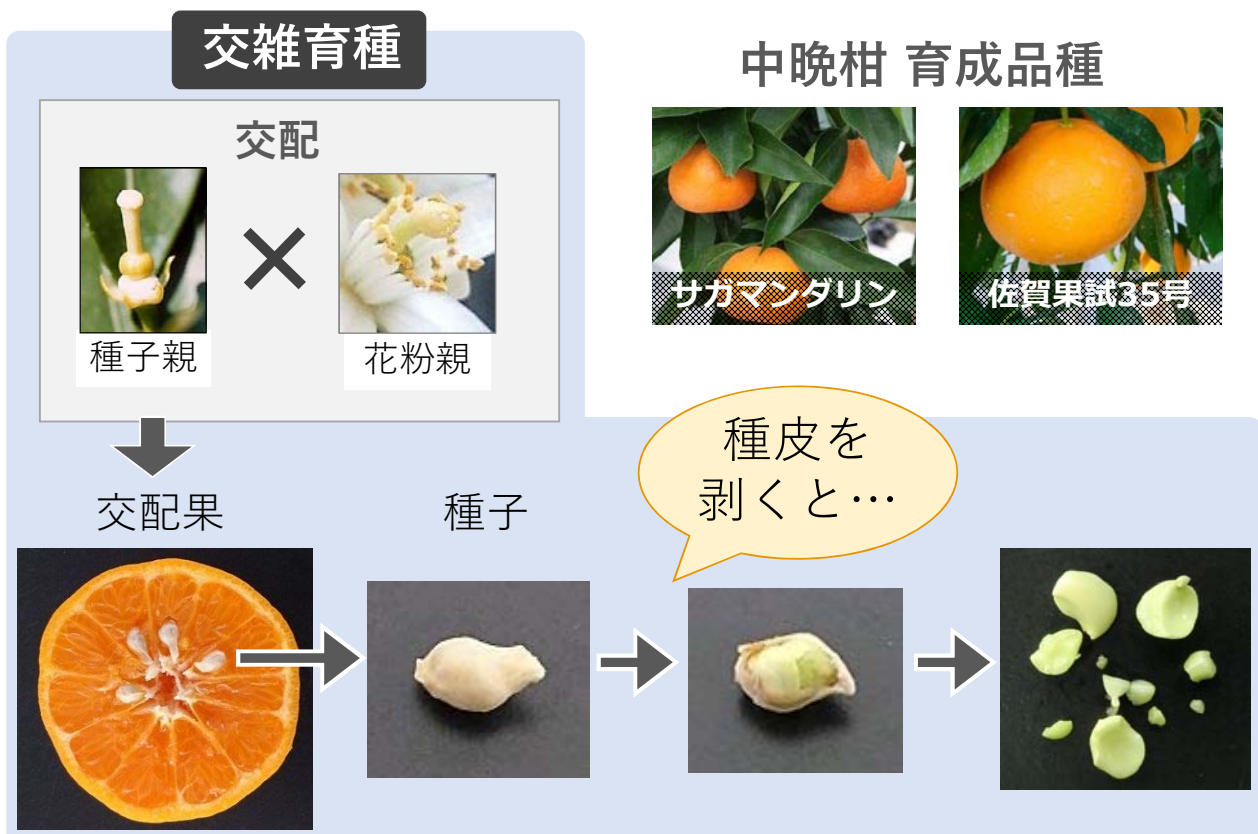 交雑育種
交配
種子親
花粉親
中晩柑 育成品種
サガマンダリン
佐賀果試35号
交配果
種子
種皮を
剥くと…